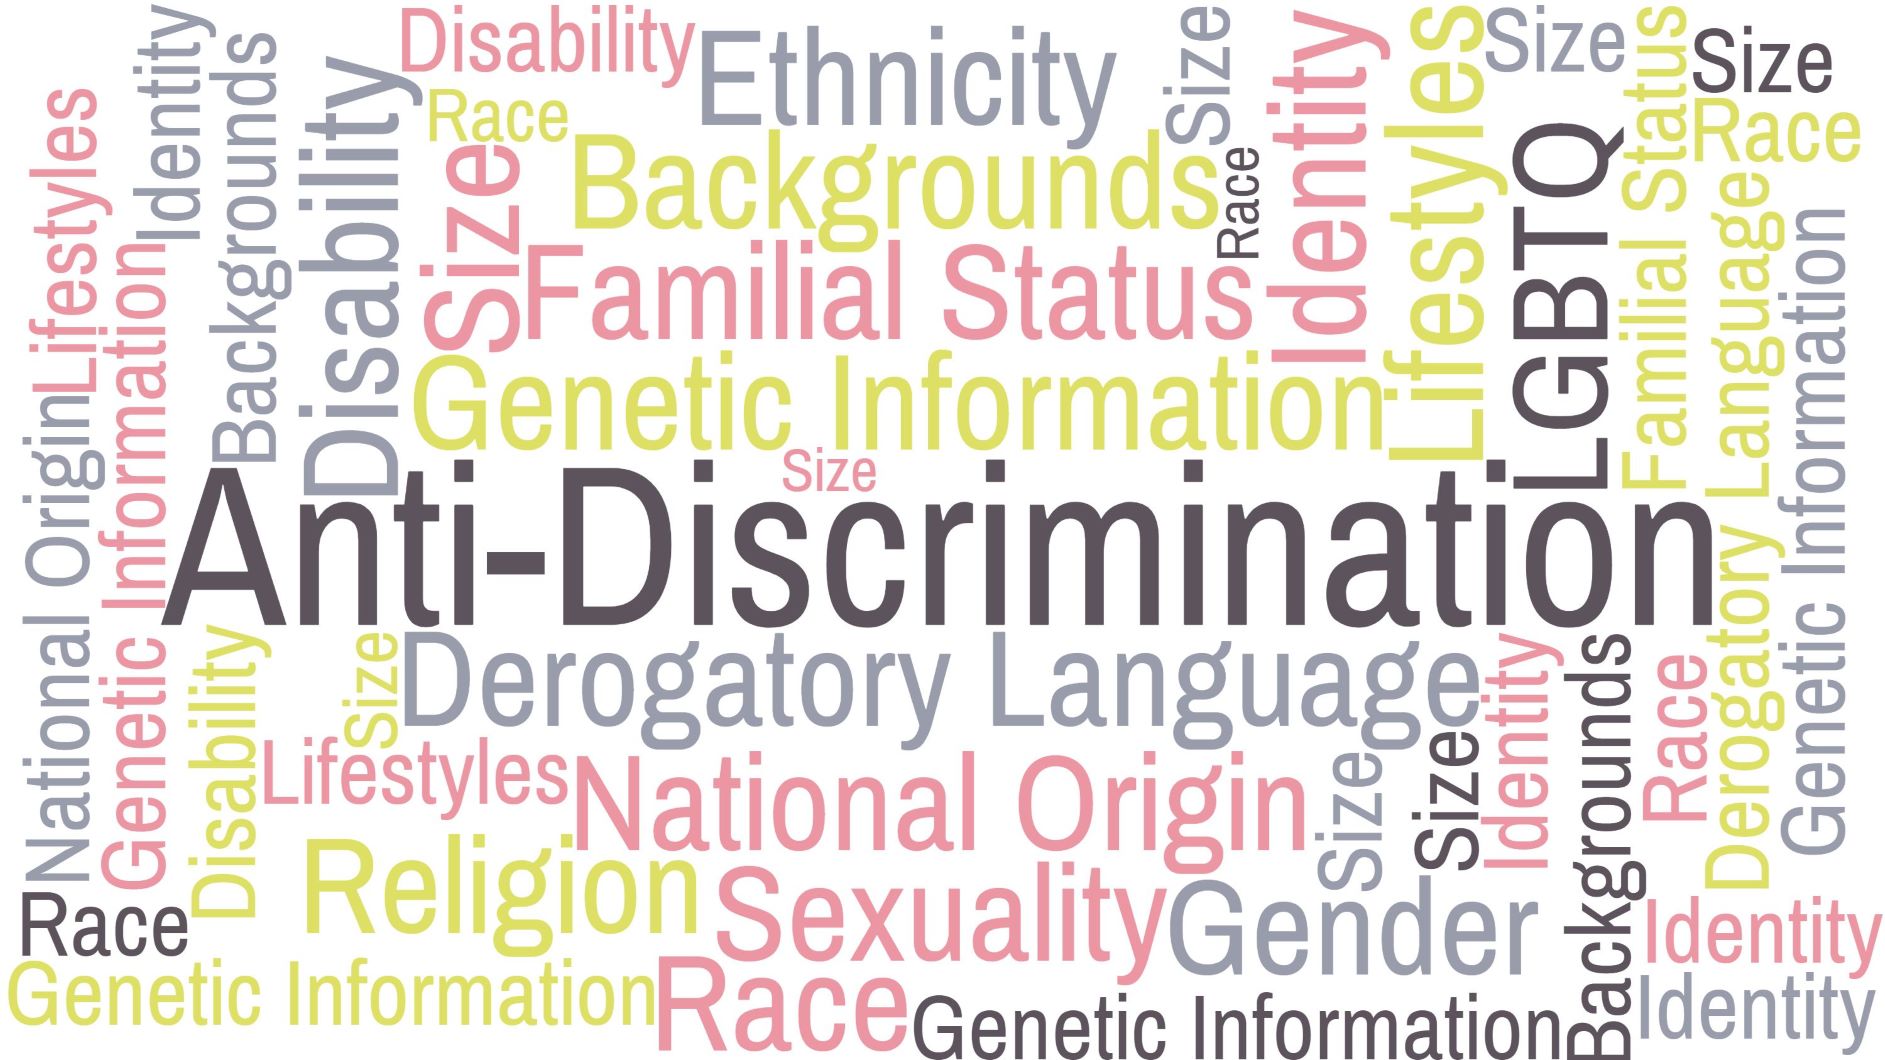 Disability
Ethnicity
Size
Identity
Lifestyles
Size
Familial Status
Size
Identity
Backgrounds
Disability
Race
Backgrounds
Race
LGBTQ
Race
Lifestyles
Size
Familial Status
Derogatory Language
Genetic Information
Genetic Information
National Origin
Genetic Information
Size
Anti-Discrimination
Disability
Size
Derogatory Language
Identity
Backgrounds
Race
Lifestyles
National Origin
Size
Size
Religion
Sexuality
Gender
Race
Identity
Genetic Information
Race
Genetic Information
Identity